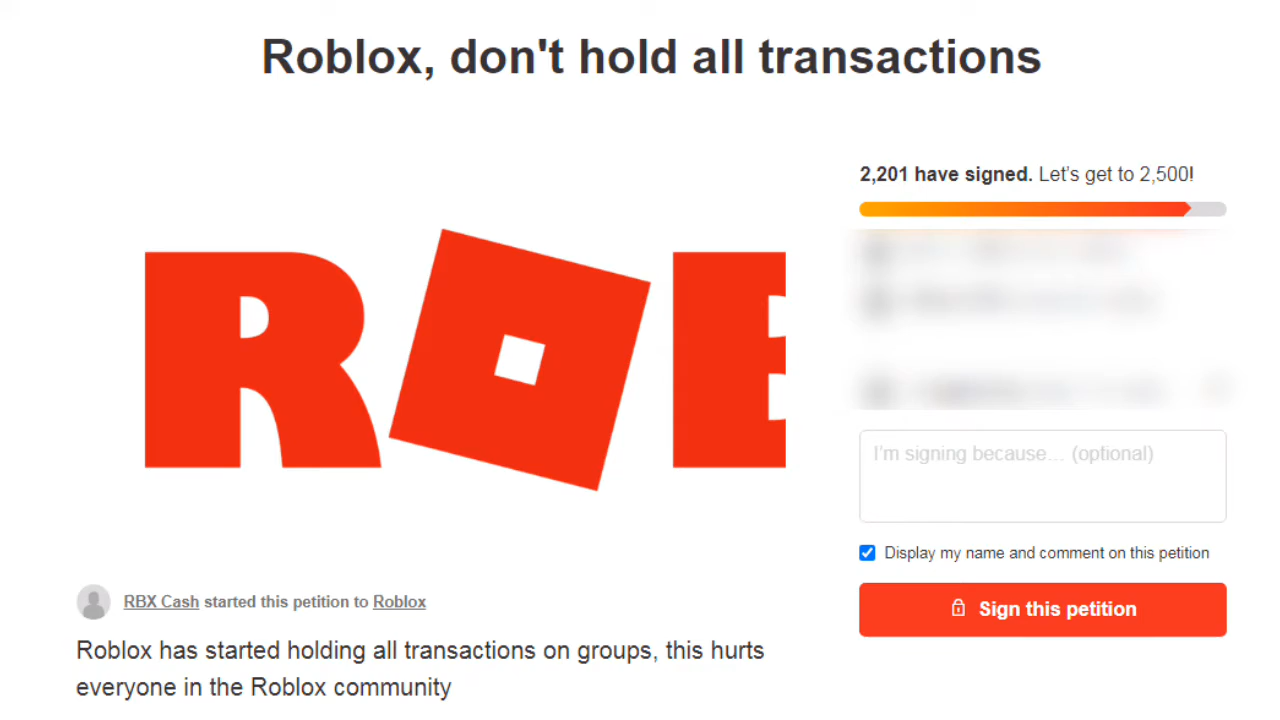 Roblox, don't hold all transactions
2,201 have signed. Let's get to 2,500!
R B
I'm signing because... (optional)
Display my name and comment on this petition
Sign this petition
RBX Cash started this petition to Roblox
Roblox has started holding all transactions on groups, this hurts
everyone in the Roblox community